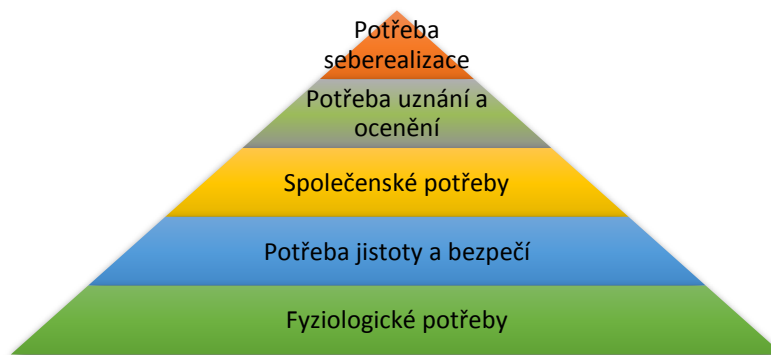 Potřeba
seberealizace
Potřeba uznání a
ocenění
Společenské potřeby
Potřeba jistoty a bezpečí
Fyziologické potřeby